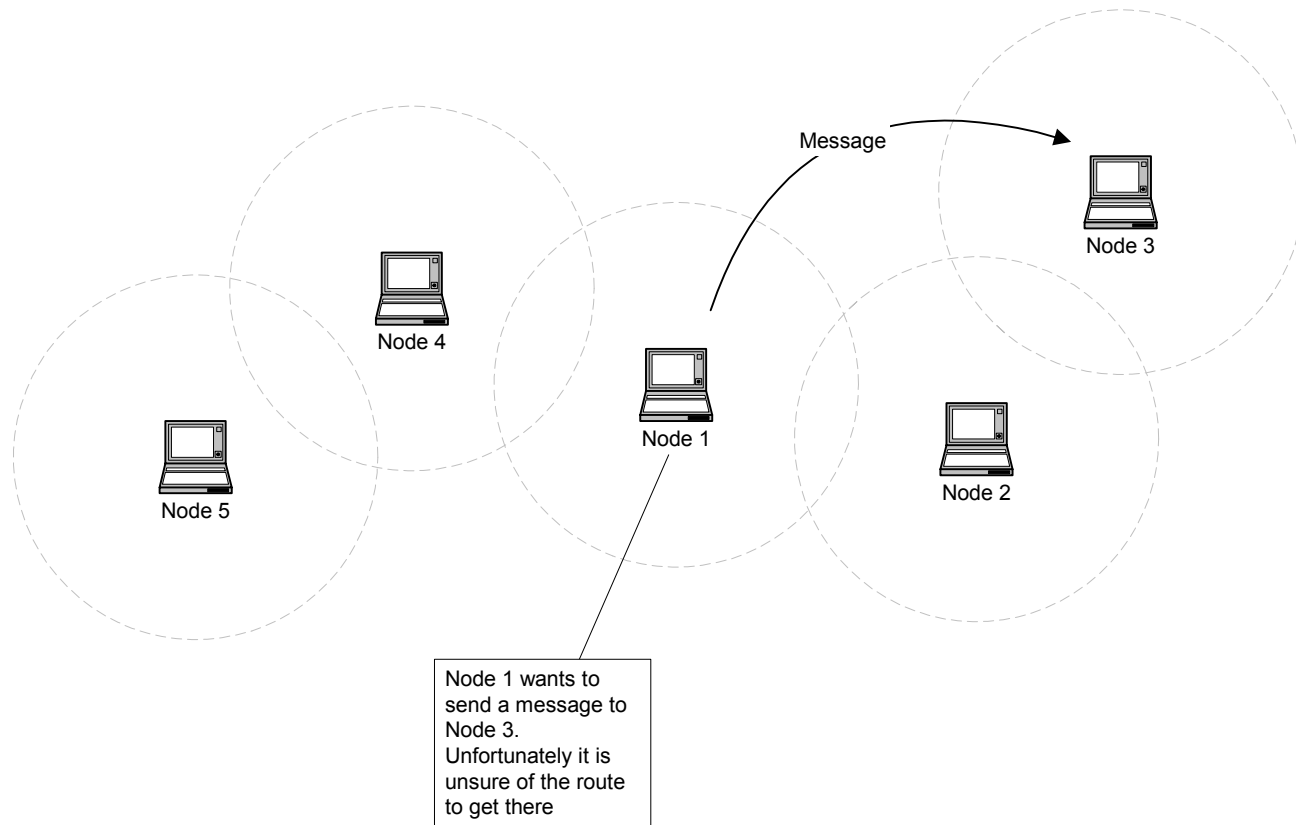 Message
Node 3
Node 4
Node 1
Node 2
Node 5
Node 1 wants to
send a message to
Node 3.
Unfortunately it is
unsure of the route
to get there